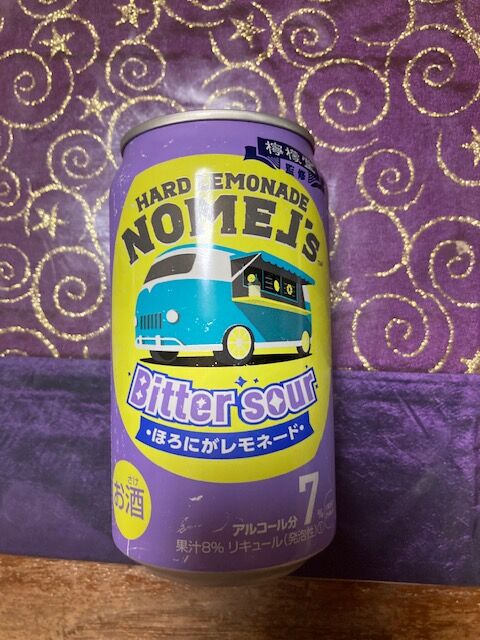 檸檬堂
監修
HARD LEMONADE
NOMEL's
Bitter sour
・ほろにがレモネード・
さけ
お酒
アルコール分 7%
果汁8% リキュール(発泡性)①